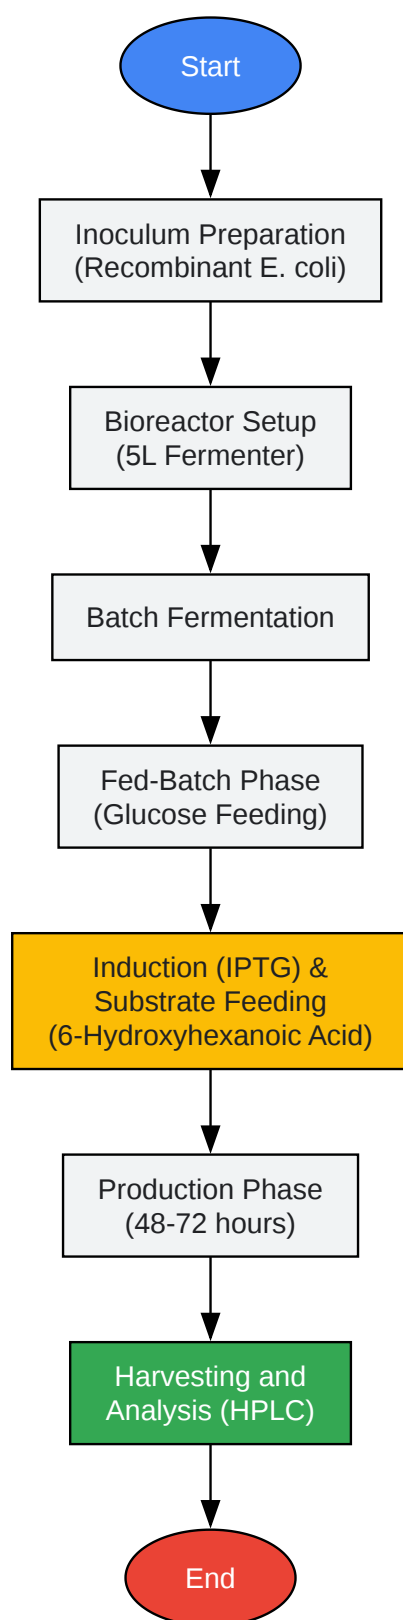 Start
Inoculum Preparation
(Recombinant E. coli)
Bioreactor Setup
(5L Fermenter)
Batch Fermentation
Fed-Batch Phase
(Glucose Feeding)
Induction (IPTG) &
Substrate Feeding
(6-Hydroxyhexanoic Acid)
Production Phase
(48-72 hours)
Harvesting and
Analysis (HPLC)
End